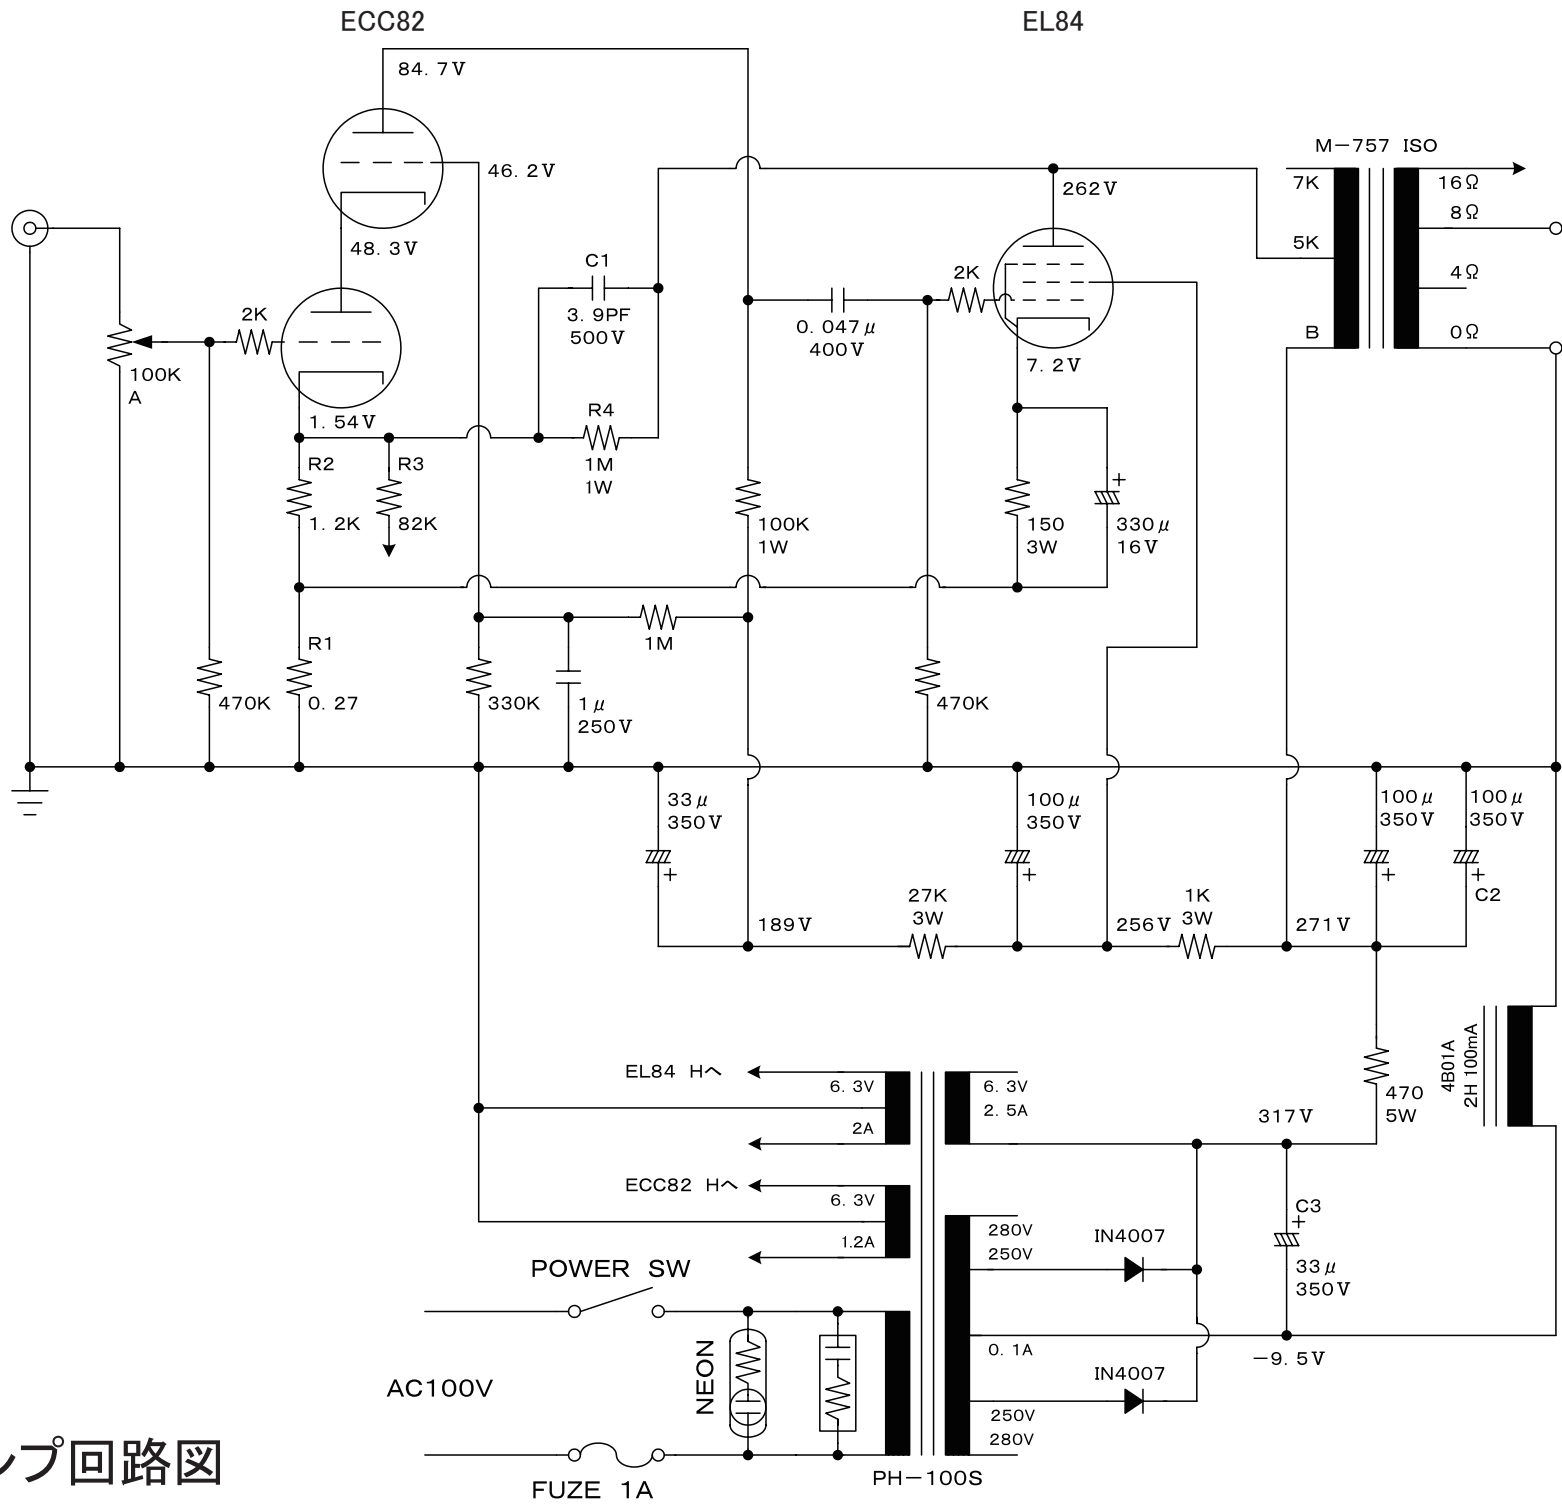 ECC82
EL84
84.7V
46.2V
48.3V
M-757 ISO
262V
7K
16Ω
8Ω
5K
4Ω
B
0Ω
C1
3.9PF
500V
2K
0.047μ
400V
2K
7.2V
100K
A
1.54V
R4
1M
1W
R2
1.2K
R3
82K
100K
1W
150
3W
330μ
16V
R1
0.27
470K
330K
1μ
250V
1M
470K
33μ
350V
100μ
350V
100μ
350V
100μ
350V
C2
189V
27K
3W
256V
1K
3W
271V
4B01A
2H 100mA
470
5W
317V
EL84 Hへ
6.3V
2A
6.3V
2.5A
ECC82 Hへ
6.3V
1.2A
280V
250V
IN4007
C3
33μ
350V
POWER SW
0.1A
-9.5V
NEON
AC100V
IN4007
250V
280V
FUZE 1A
PH-100S
ンプ回路図